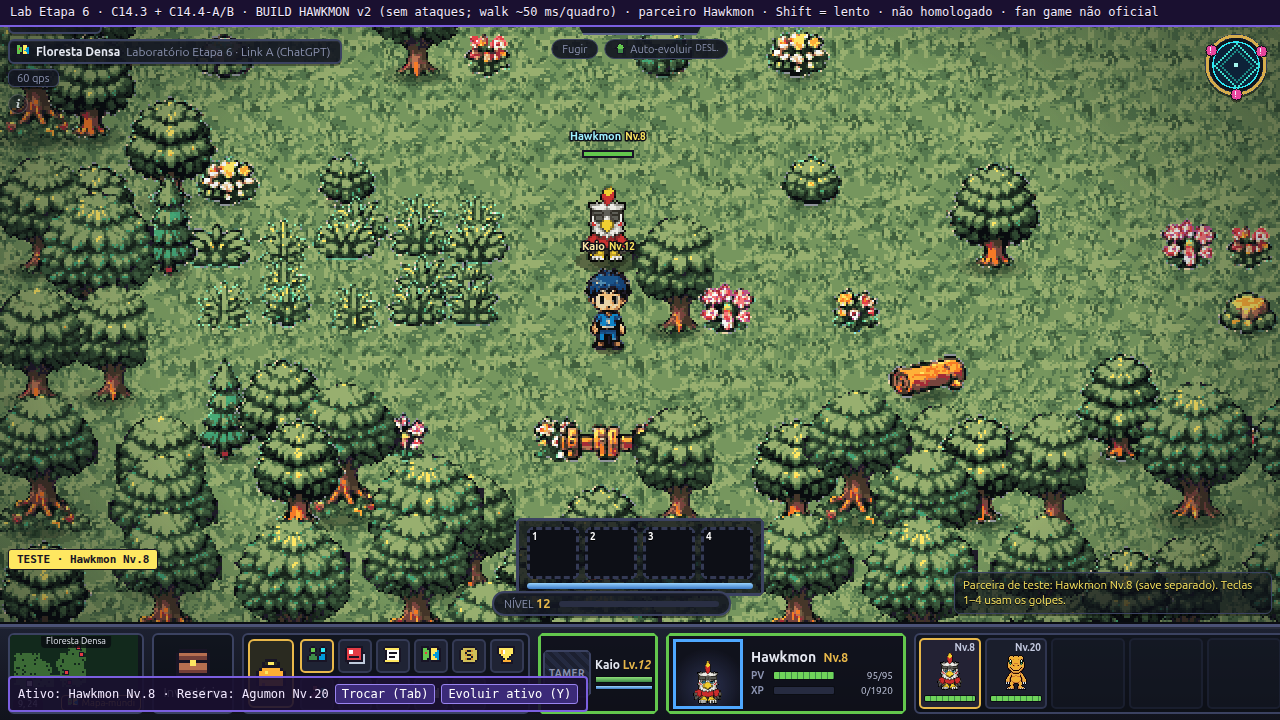 Lab Etapa 6 · C14.3 + C14.4-A/B · BUILD HAWKMON v2 (sem ataques; walk ~50 ms/quadro) · parceiro Hawkmon · Shift = lento · não homologado · fan game não oficial
Floresta Densa Laboratório Etapa 6 · Link A (ChatGPT)
Fugir
Auto-evoluir DESL.
60 qps
i
Hawkmon Nv.8
Kaio Nv.12
1 2 3 4
TESTE · Hawkmon Nv.8
NÍVEL 12
Parceira de teste: Hawkmon Nv.8 (save separado). Teclas
1–4 usam os golpes.
Floresta Densa
TAMER
Kaio Lv.12
Hawkmon Nv.8
PV 95/95
XP 0/1920
Nv.8
Nv.20
Ativo: Hawkmon Nv.8 · Reserva: Agumon Nv.20 Trocar (Tab) Evoluir ativo (Y)